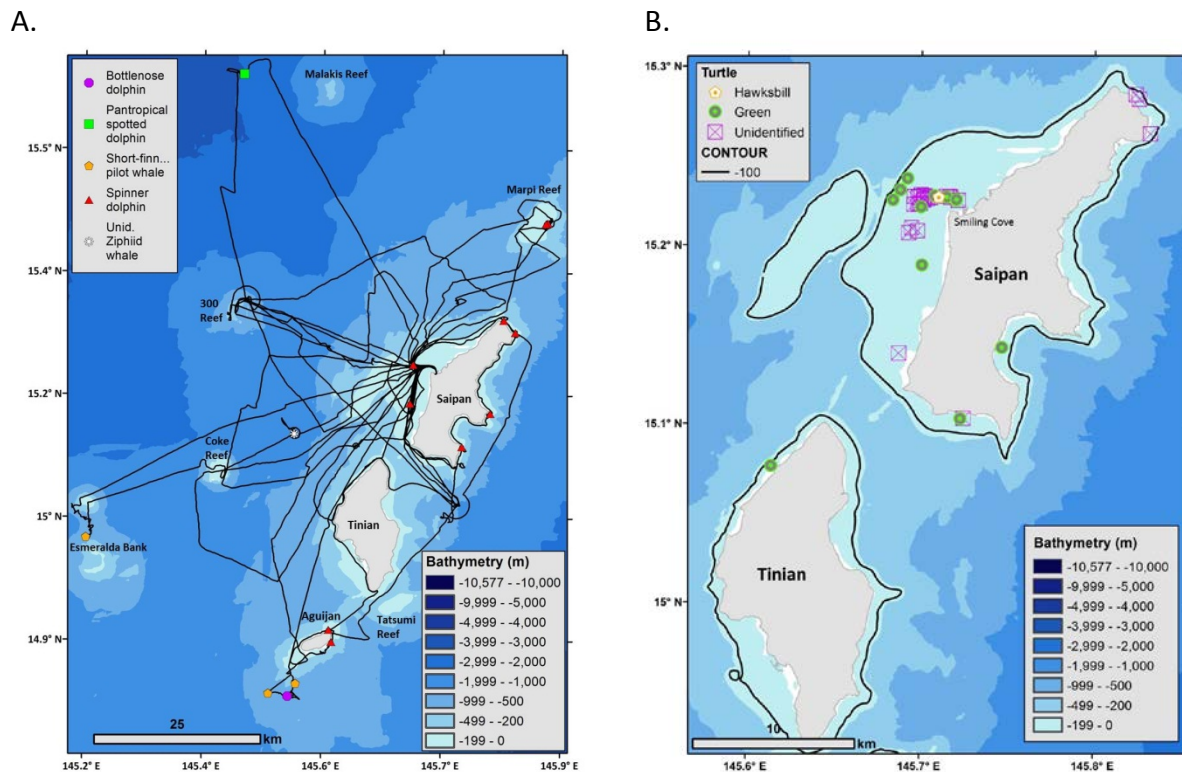 A.
Bottlenose
dolphin
Pantropical
spotted
dolphin
Short-finn...
pilot whale
Spinner
dolphin
Unid.
Ziphiid
whale
Malakis Reef
Marpi Reef
300
Reef
Saipan
Coke
Reef
Tinian
Esmeralda Bank
Aguijan
Tatsumi
Reef
15.5° N
15.4° N
15.2° N
15° N
14.9° N
Bathymetry (m)
-10,577 - -10,000
-9,999 - -5,000
-4,999 - -4,000
-3,999 - -3,000
-2,999 - -2,000
-1,999 - -1,000
-999 - -500
-499 - -200
-199 - 0
25
km
145.2° E
145.4° E
145.6° E
145.7° E
145.9° E
B.
Turtle
Hawksbill
Green
Unidentified
CONTOUR
-100
Smiling Cove
Saipan
Tinian
15.3° N
15.2° N
15.1° N
15° N
Bathymetry (m)
-10,577 - -10,000
-9,999 - -5,000
-4,999 - -4,000
-3,999 - -3,000
-2,999 - -2,000
-1,999 - -1,000
-999 - -500
-499 - -200
-199 - 0
10
km
145.6° E
145.7° E
145.8° E